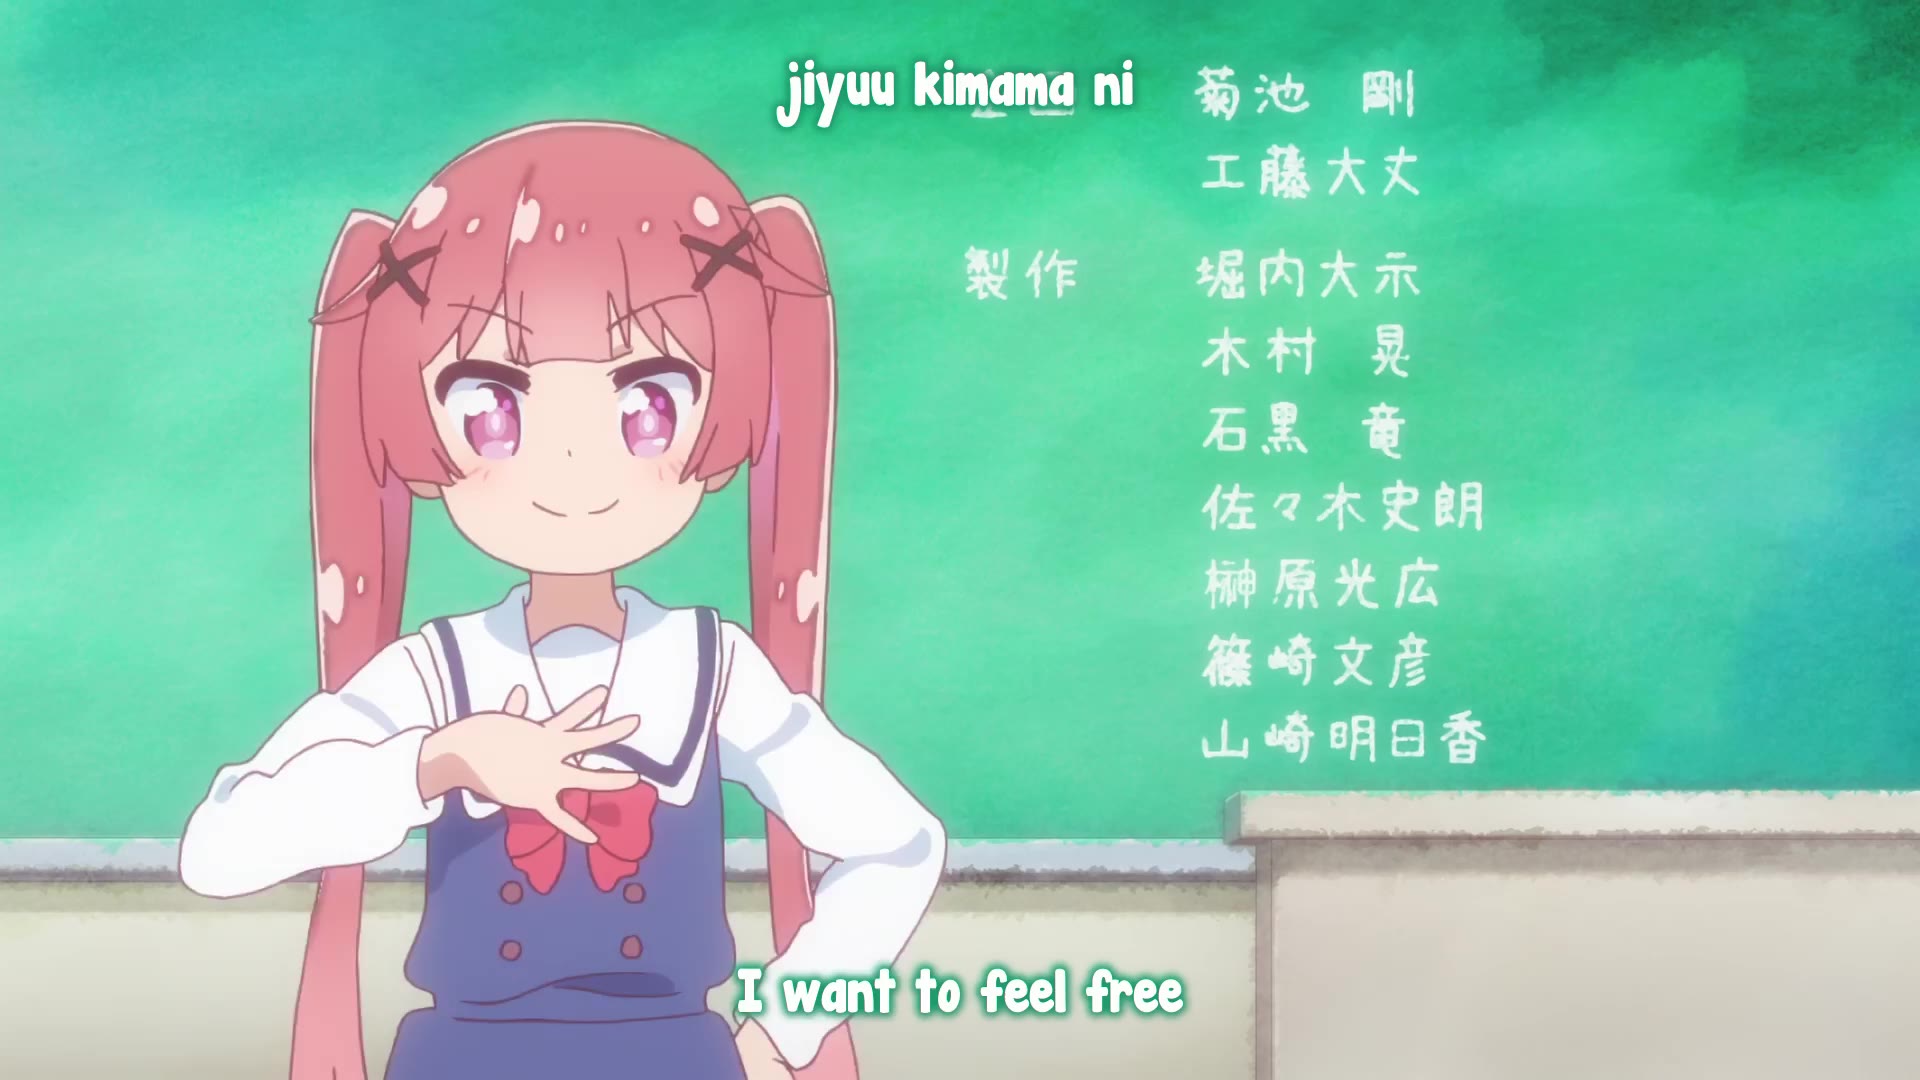 jiyuu kimama ni
菊池 剛
工藤大丈
製作 堀内大示
木村 晃
石黒 竜
佐々木史朗
榊原光広
篠崎文彦
山崎明日香
I want to feel free